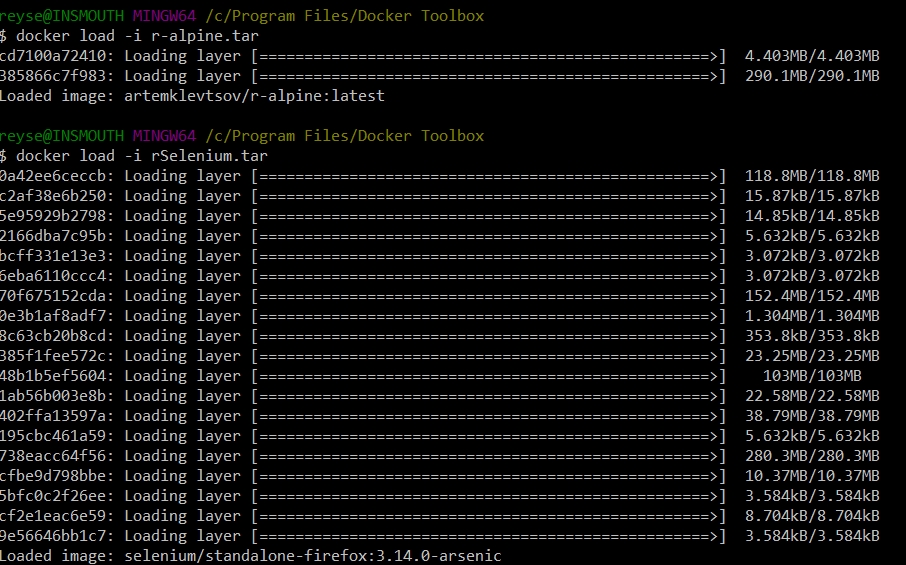 reyse@INSMOUTH MINGW64 /c/Program Files/Docker Toolbox
$ docker load -i r-alpine.tar
cd7100a72410: Loading layer [==================================================>]  4.403MB/4.403MB
385866c7f983: Loading layer [==================================================>]  290.1MB/290.1MB
Loaded image: artemklevtsov/r-alpine:latest
reyse@INSMOUTH MINGW64 /c/Program Files/Docker Toolbox
$ docker load -i rSelenium.tar
0a42ee6ceccb: Loading layer [==================================================>]  118.8MB/118.8MB
c2af38e6b250: Loading layer [==================================================>]  15.87kB/15.87kB
5e95929b2798: Loading layer [==================================================>]  14.85kB/14.85kB
2166dba7c95b: Loading layer [==================================================>]  5.632kB/5.632kB
bcff331e13e3: Loading layer [==================================================>]  3.072kB/3.072kB
6eba6110ccc4: Loading layer [==================================================>]  3.072kB/3.072kB
70f675152cda: Loading layer [==================================================>]  152.4MB/152.4MB
0e3b1af8adf7: Loading layer [==================================================>]  1.304MB/1.304MB
8c63cb20b8cd: Loading layer [==================================================>]  353.8kB/353.8kB
385f1fee572c: Loading layer [==================================================>]  23.25MB/23.25MB
48b1b5ef5604: Loading layer [==================================================>]    103MB/103MB
1ab56b003e8b: Loading layer [==================================================>]  22.58MB/22.58MB
402ffa13597a: Loading layer [==================================================>]  38.79MB/38.79MB
195cbc461a59: Loading layer [==================================================>]  5.632kB/5.632kB
738eacc64f56: Loading layer [==================================================>]  280.3MB/280.3MB
cfbe9d798bbe: Loading layer [==================================================>]  10.37MB/10.37MB
5bfc0c2f26ee: Loading layer [==================================================>]  3.584kB/3.584kB
cf2e1eac6e59: Loading layer [==================================================>]  8.704kB/8.704kB
9e56646bb1c7: Loading layer [==================================================>]  3.584kB/3.584kB
Loaded image: selenium/standalone-firefox:3.14.0-arsenic